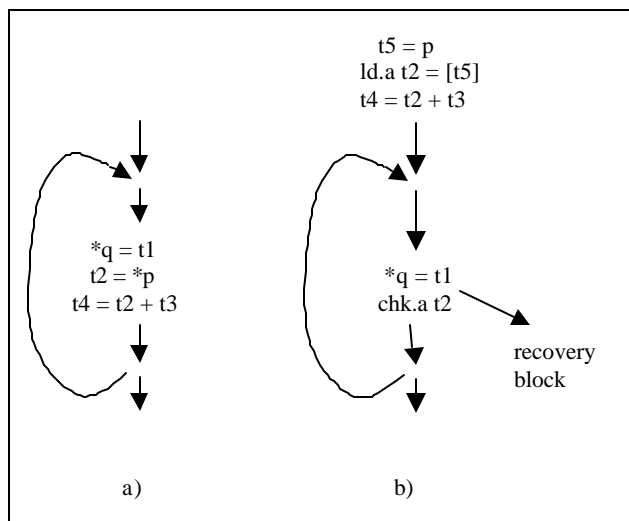 t5 = p
ld.a t2 = [t5]
t4 = t2 + t3
*q = t1
t2 = *p
t4 = t2 + t3
*q = t1
chk.a t2
recovery
block
a)
b)